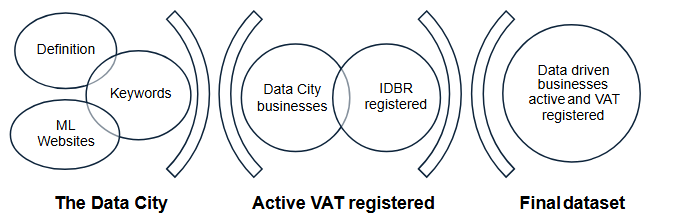 Definition
Keywords
ML
Websites
The Data City
Data City
businesses
IDBR
registered
Active VAT registered
Data driven
businesses
active and VAT
registered
Final dataset